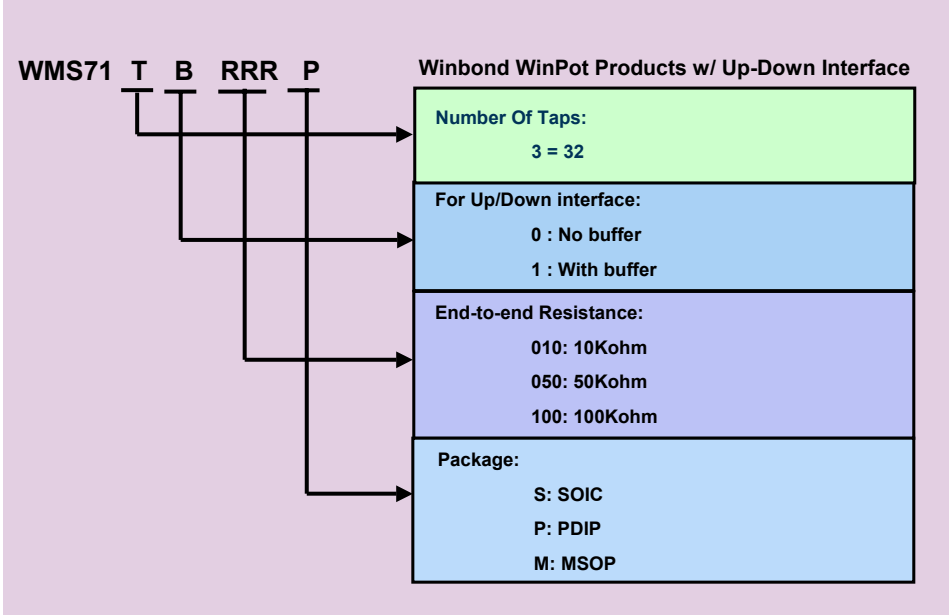 WMS71 T B RRR P
Winbond WinPot Products w/ Up-Down Interface
Number Of Taps:
3 = 32
For Up/Down interface:
0 : No buffer
1 : With buffer
End-to-end Resistance:
010: 10Kohm
050: 50Kohm
100: 100Kohm
Package:
S: SOIC
P: PDIP
M: MSOP